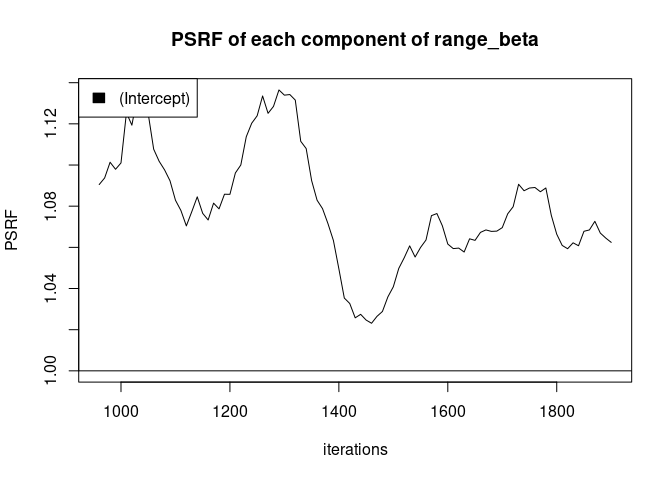 PSRF of each component of range_beta
(Intercept)
PSRF
1.12
1.08
1.04
1.00
1000 1200 1400 1600 1800
iterations